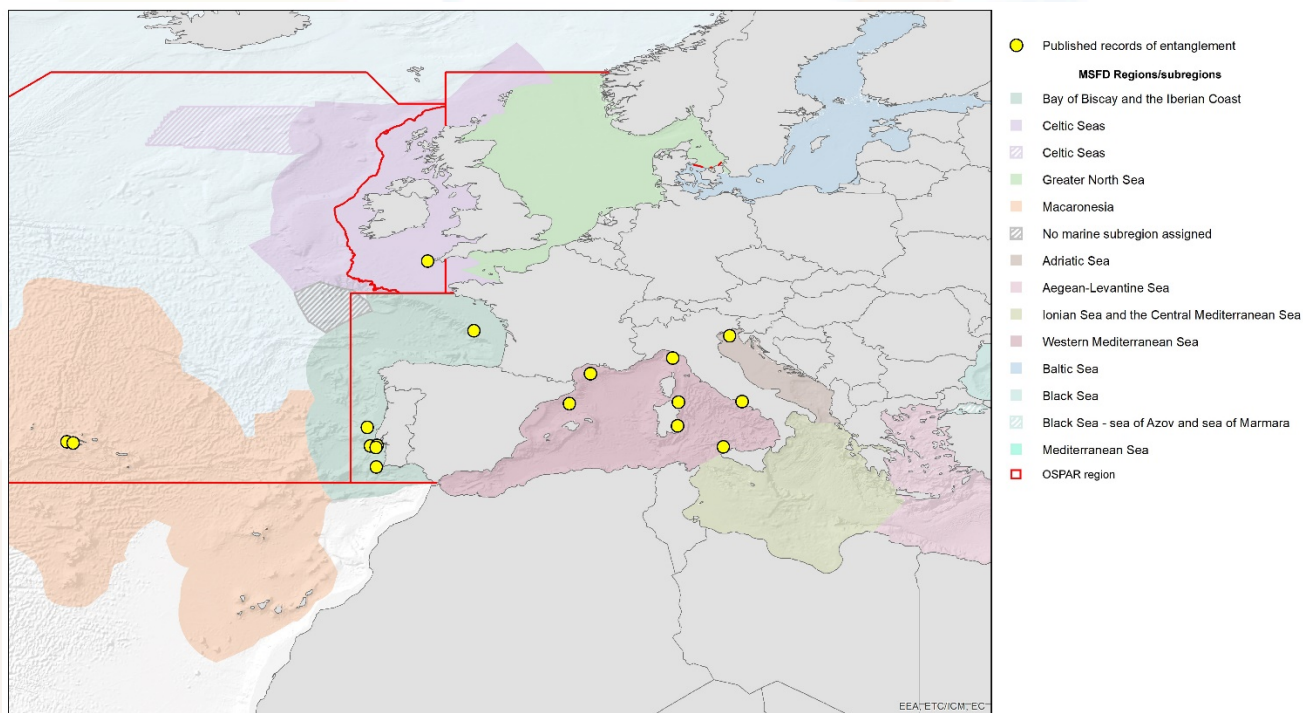 Published records of entanglement
MSFD Regions/subregions
Bay of Biscay and the Iberian Coast
Celtic Seas
Celtic Seas
Greater North Sea
Macaronesia
No marine subregion assigned
Adriatic Sea
Aegean-Levantine Sea
Ionian Sea and the Central Mediterranean Sea
Western Mediterranean Sea
Baltic Sea
Black Sea
Black Sea - sea of Azov and sea of Marmara
Mediterranean Sea
OSPAR region
EEA, ETC/ICM, EC